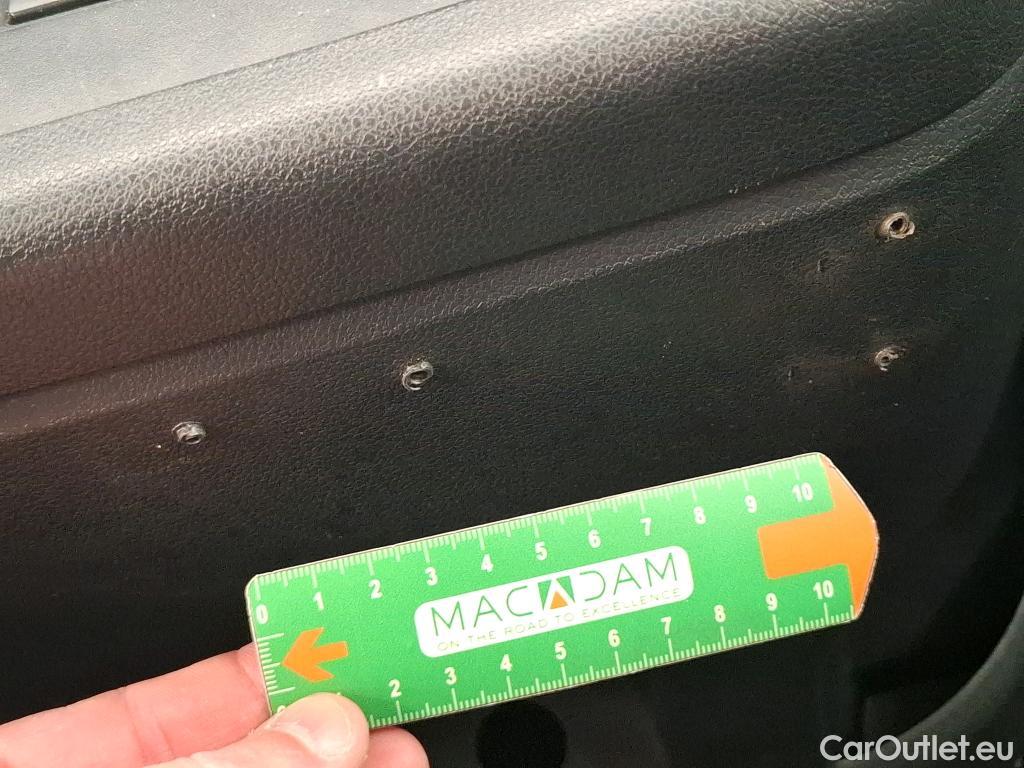 0 1 2 3 4 5 6 7 8 9 10
MACADAM
ON THE ROAD TO EXCELLENCE
2 3 4 5 6 7 8 9 10
CarOutlet.eu